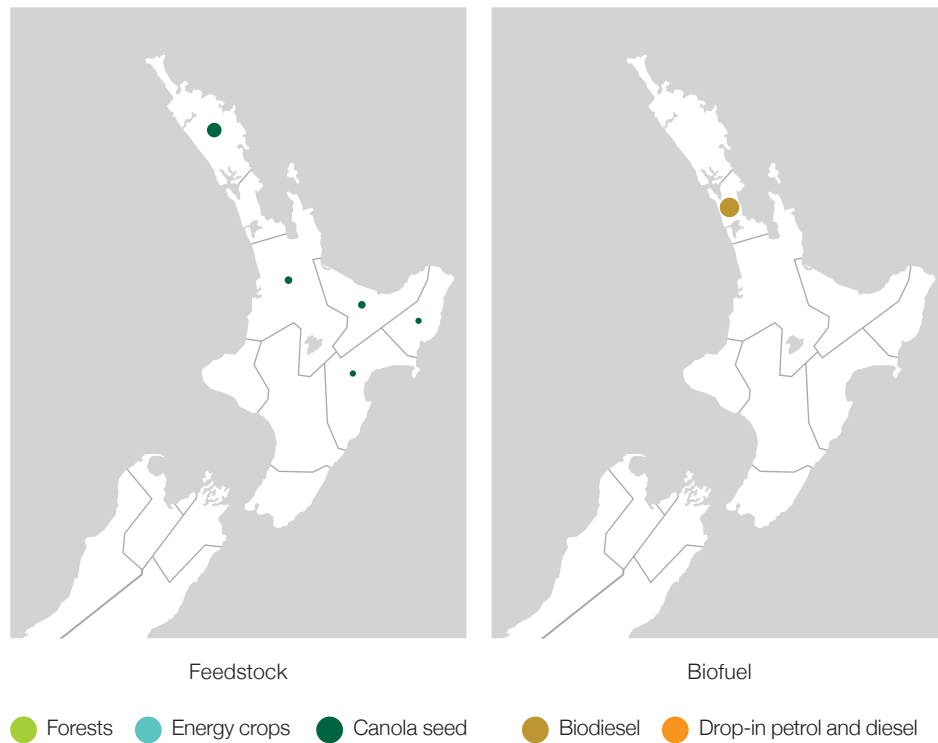 Feedstock
Biofuel
Forests
Energy crops
Canola seed
Biodiesel
Drop-in petrol and diesel